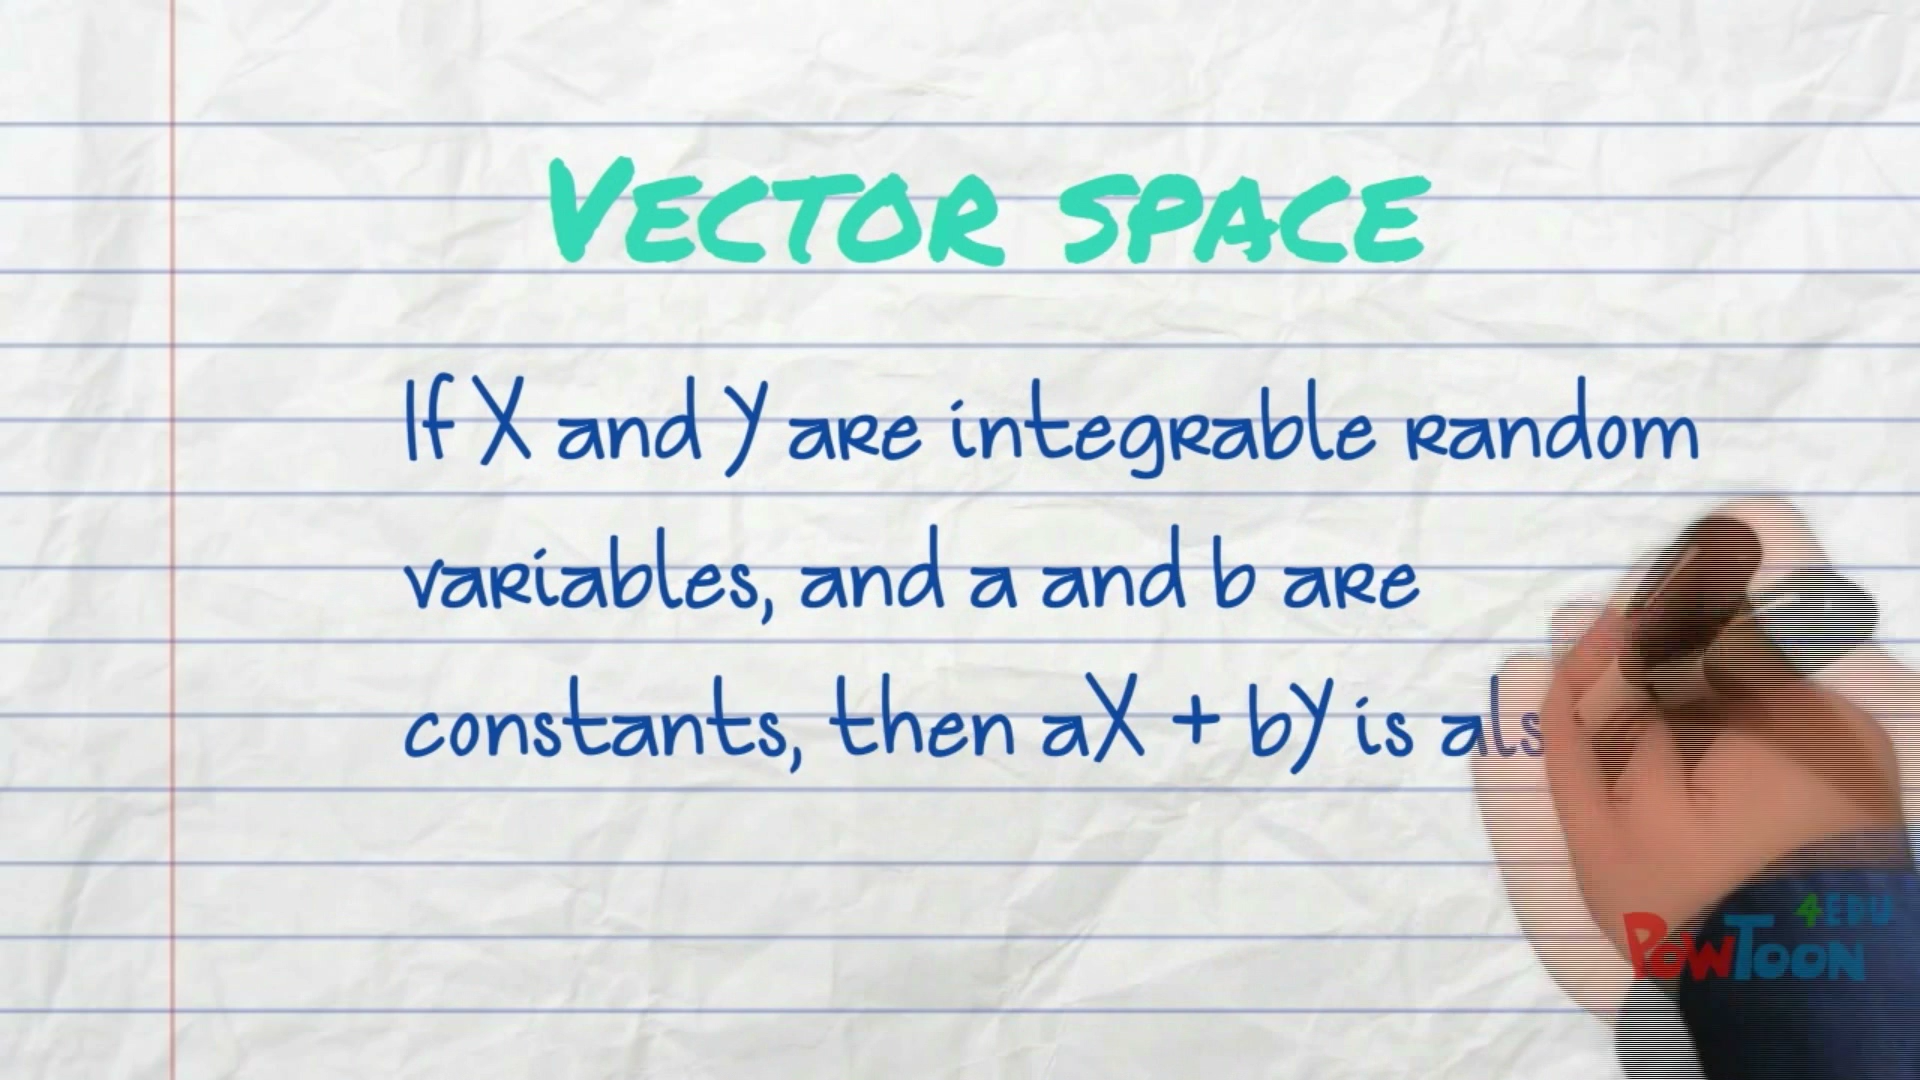 VECTOR SPACE
If X and Y are integrable random
variables, and a and b are
constants, then aX + bY is als
4EDU
POWTOON